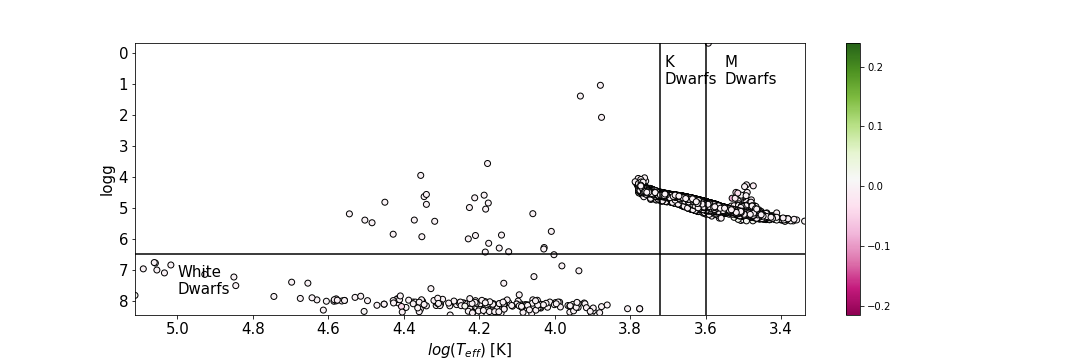 0
1
2
3
4
5
6
7
8
logg
K
Dwarfs
M
Dwarfs
White
Dwarfs
5.0 4.8 4.6 4.4 4.2 4.0 3.8 3.6 3.4
log(T_eff) [K]
0.2
0.1
0.0
−0.1
−0.2